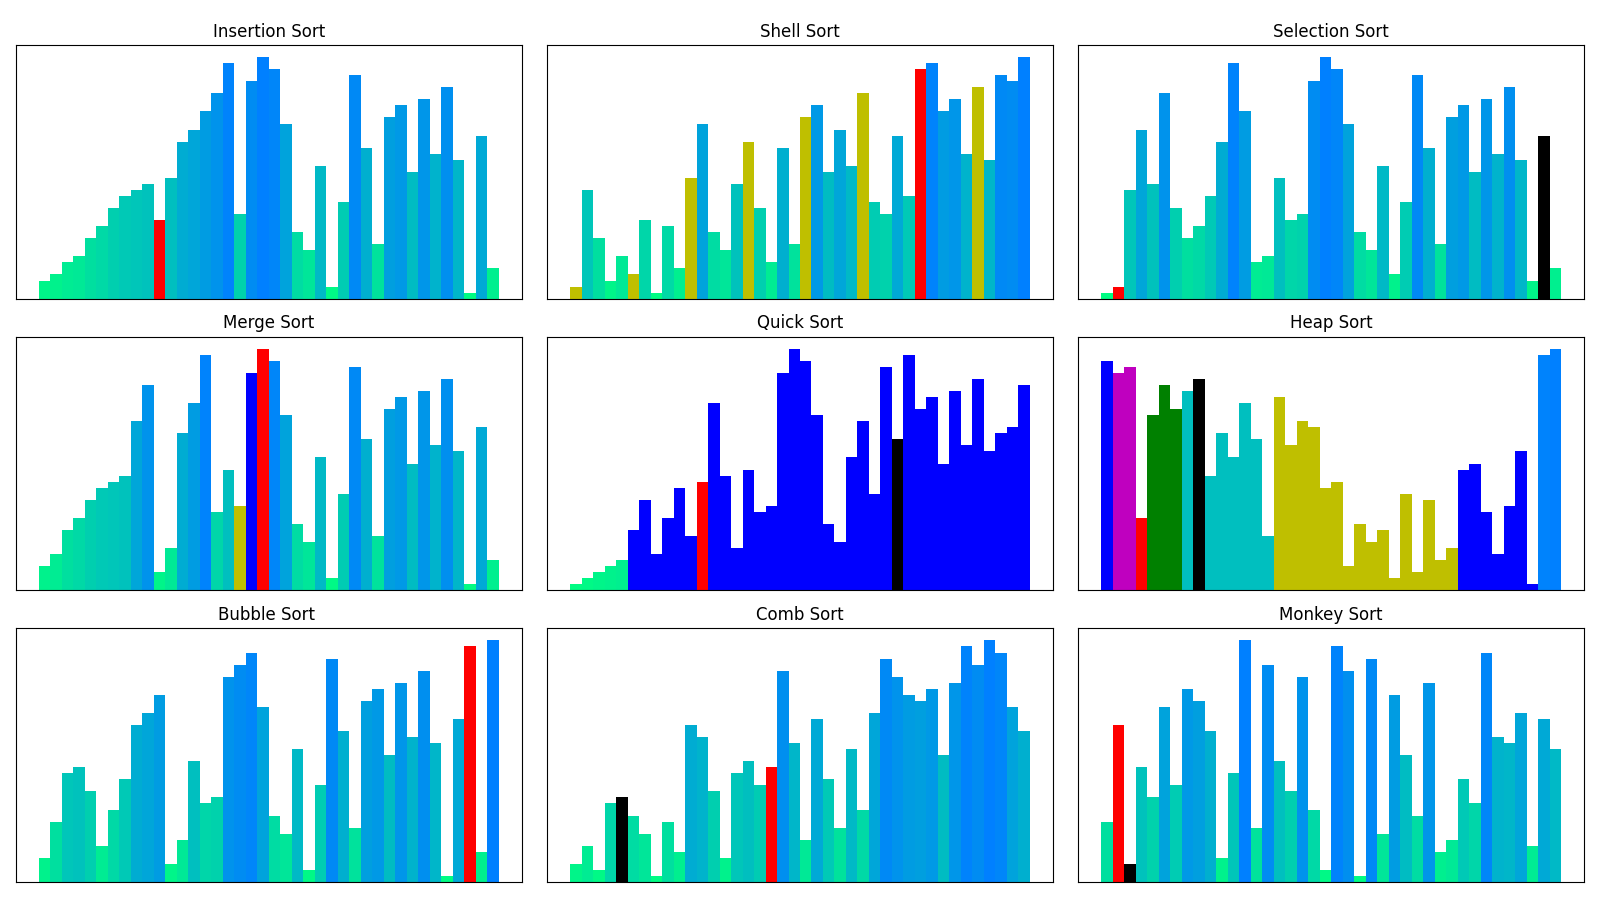 Insertion Sort
Shell Sort
Selection Sort
Merge Sort
Quick Sort
Heap Sort
Bubble Sort
Comb Sort
Monkey Sort